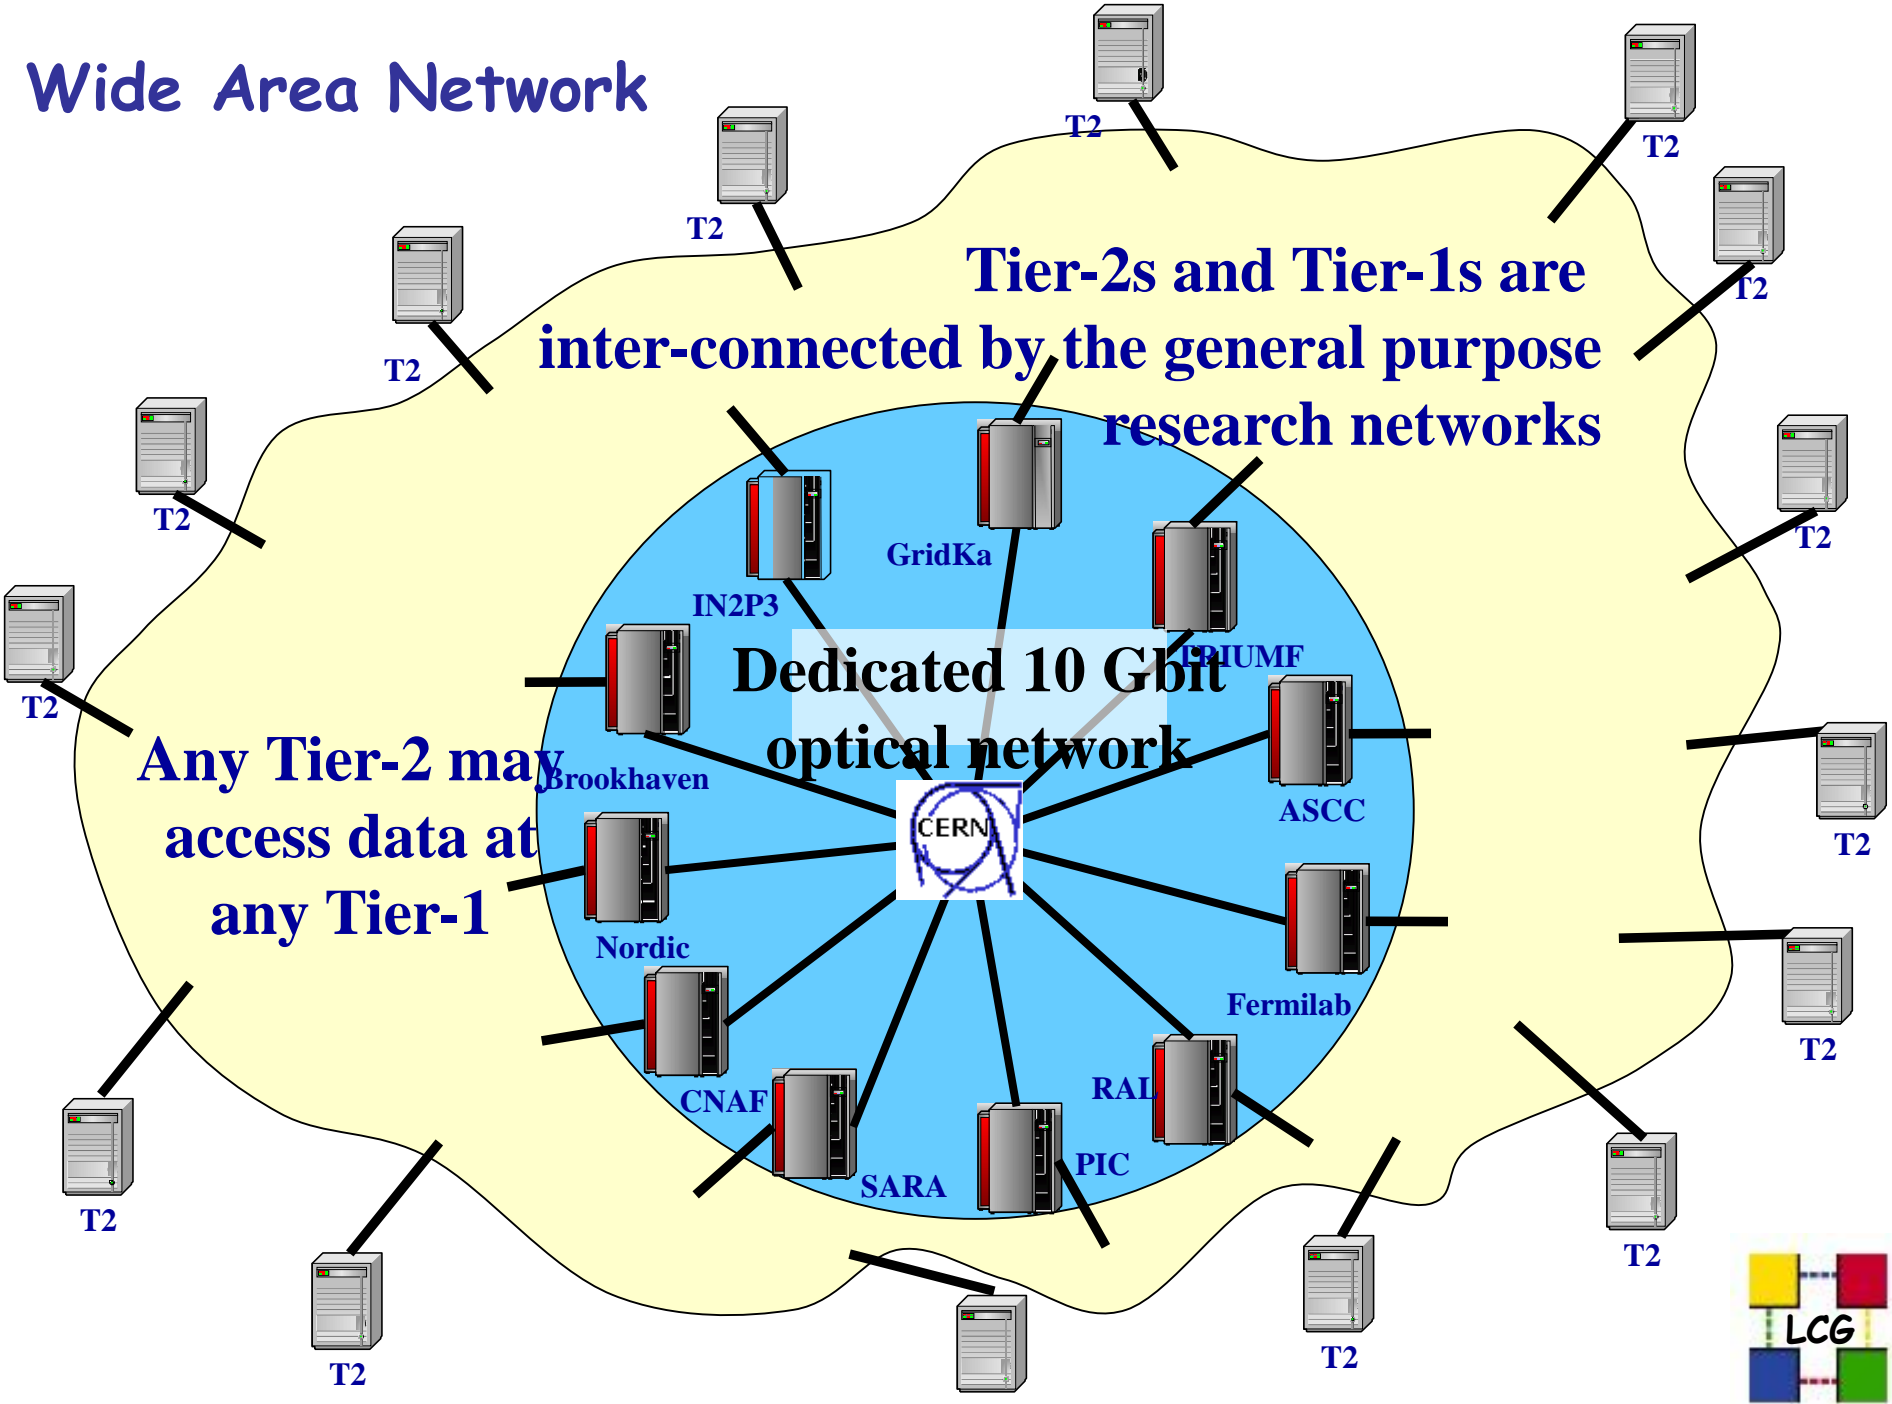 Wide Area Network
T2
T2
T2
T2
T2
T2
Tier-2s and Tier-1s are
inter-connected by the general purpose
research networks
T2
T2
T2
GridKa
IN2P3
TRIUMF
Dedicated 10 Gbit
optical network
T2
Any Tier-2 may
access data at
any Tier-1
Brookhaven
ASCC
CERN
T2
Nordic
Fermilab
T2
CNAF
RAL
PIC
SARA
T2
T2
T2
T2
LCG